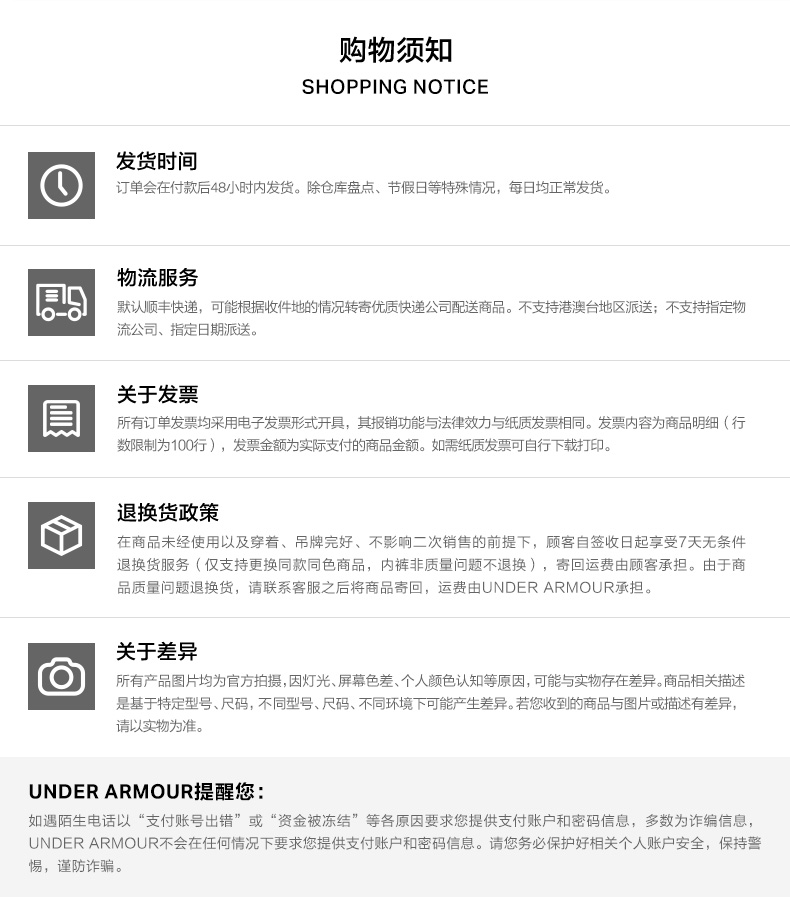 购物须知
SHOPPING NOTICE
发货时间
订单会在付款后48小时内发货。除仓库盘点、节假日等特殊情况，每日均正常发货。
物流服务
默认顺丰快递，可能根据收件地的情况转寄优质快递公司配送商品。不支持港澳台地区派送；不支持指定物
流公司、指定日期派送。
关于发票
所有订单发票均采用电子发票形式开具，其报销功能与法律效力与纸质发票相同。发票内容为商品明细（行
数限制为100行），发票金额为实际支付的商品金额。如需纸质发票可自行下载打印。
退换货政策
在商品未经使用以及穿着、吊牌完好、不影响二次销售的前提下，顾客自签收日起享受7天无条件
退换货服务（仅支持更换同款同色商品，内裤非质量问题不退换），寄回运费由顾客承担。由于商
品质量问题退换货，请联系客服之后将商品寄回，运费由UNDER ARMOUR承担。
关于差异
所有产品图片均为官方拍摄，因灯光、屏幕色差、个人颜色认知等原因，可能与实物存在差异。商品相关描述
是基于特定型号、尺码，不同型号、尺码、不同环境下可能产生差异。若您收到的商品与图片或描述有差异，
请以实物为准。
UNDER ARMOUR提醒您：
如遇陌生电话以“支付账号出错”或“资金被冻结”等各原因要求您提供支付账户和密码信息，多数为诈编信息，
UNDER ARMOUR不会在任何情况下要求您提供支付账户和密码信息。请您务必保护好相关个人账户安全，保持警
惕，谨防诈骗。